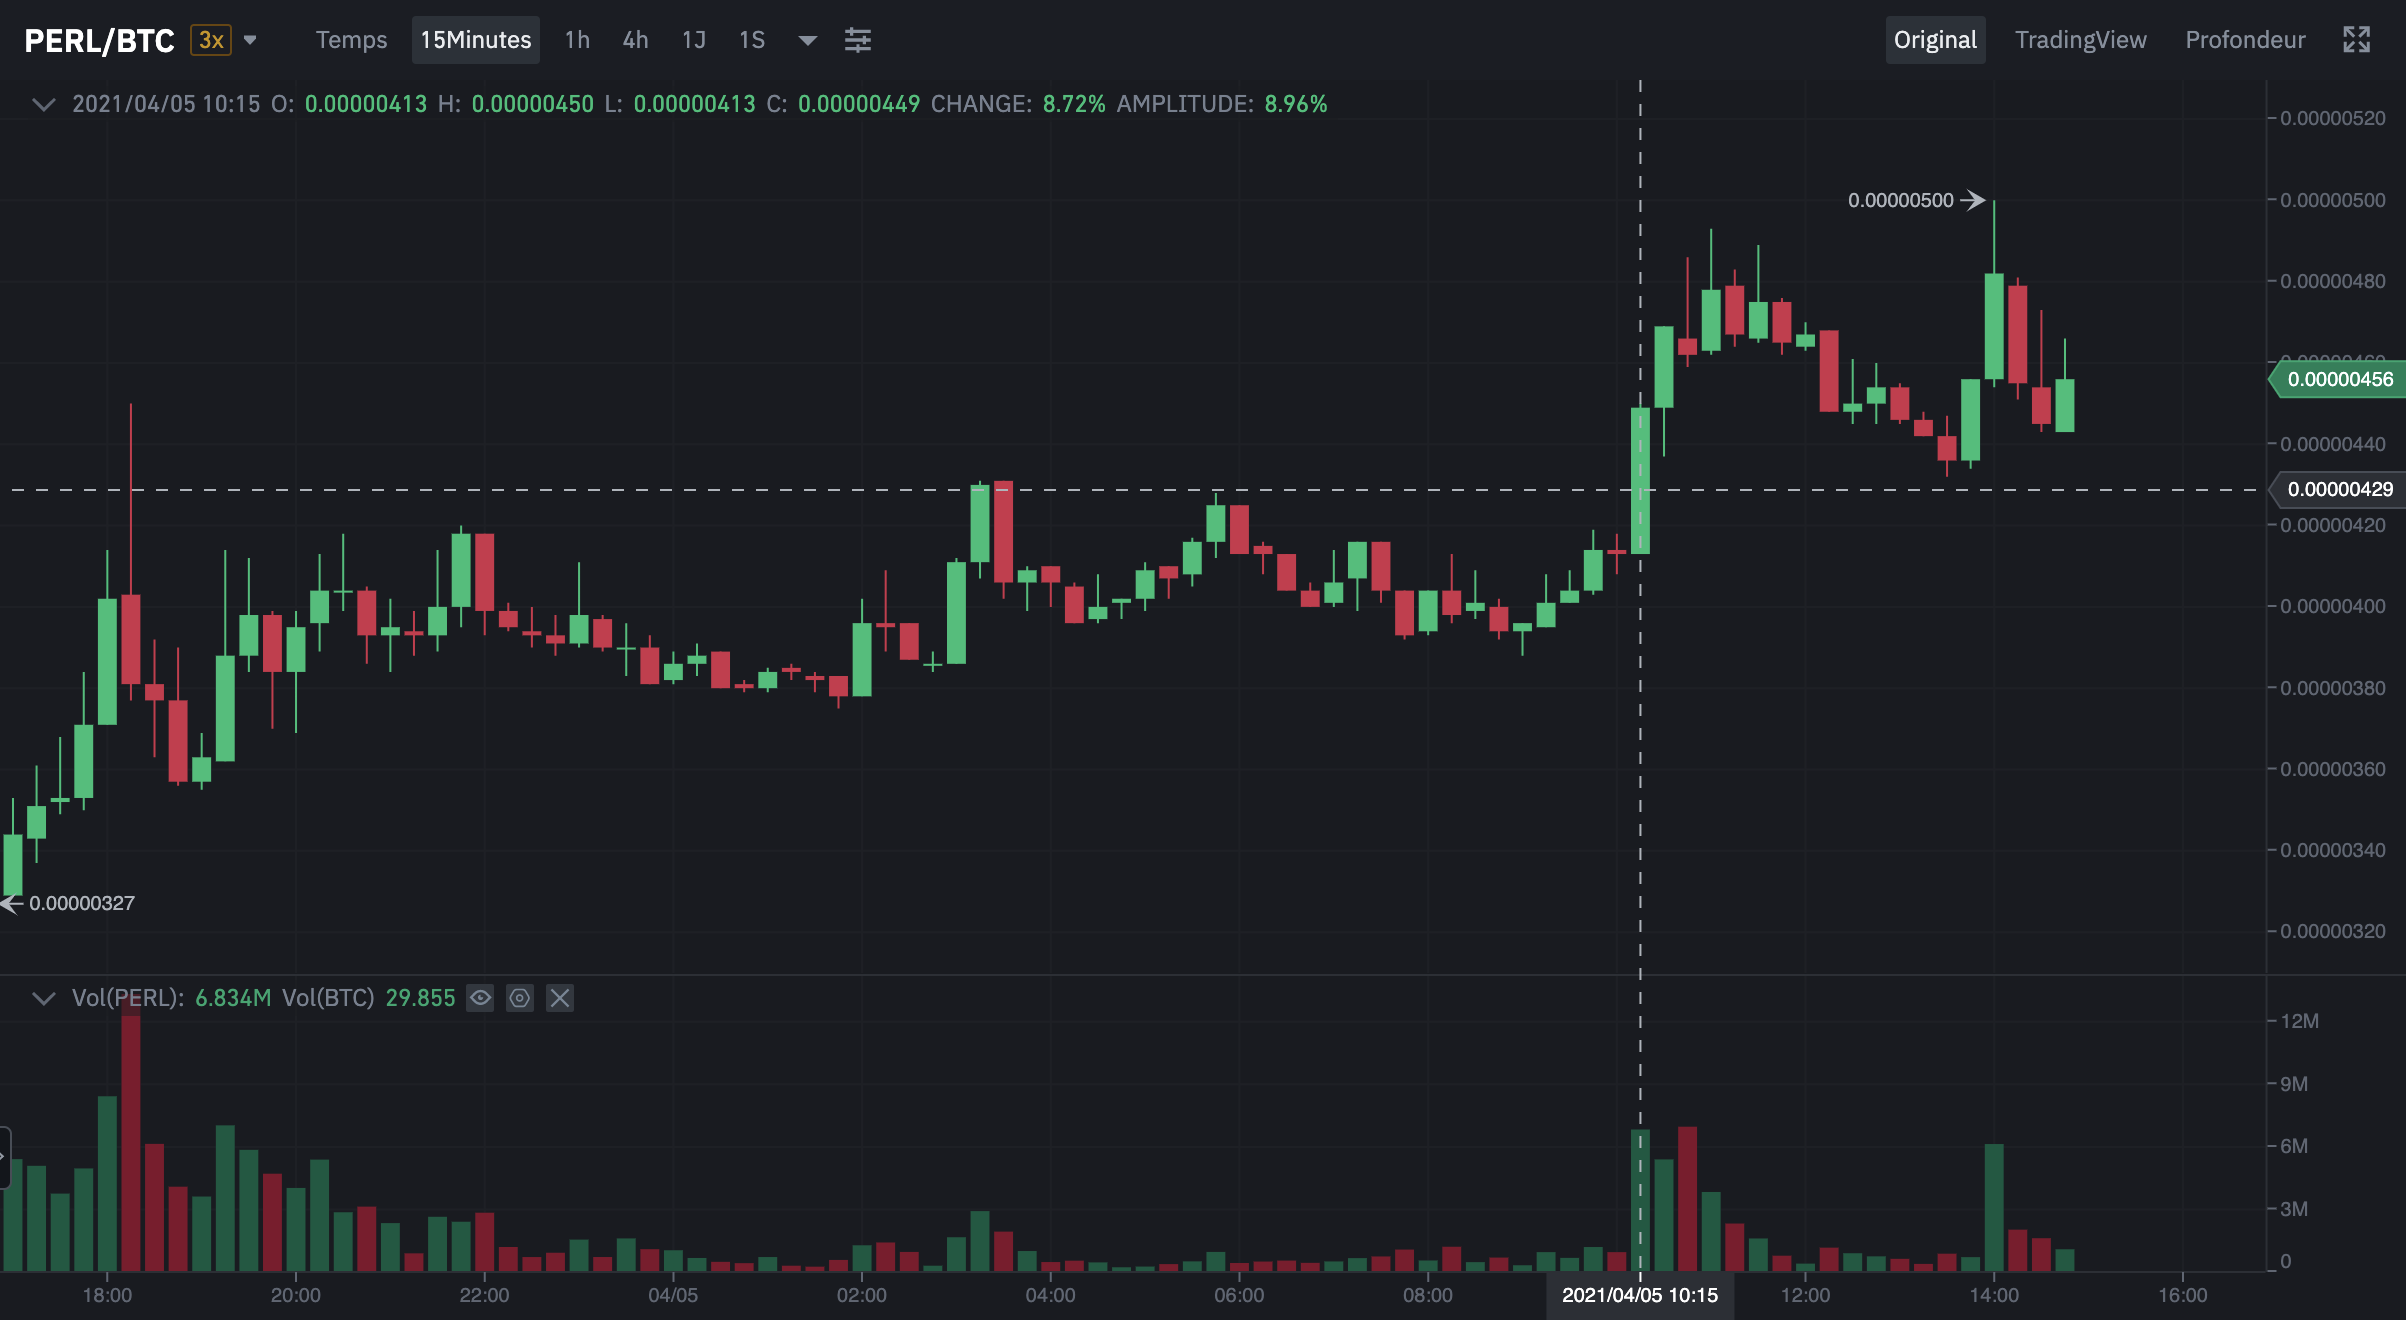 PERL/BTC 3x Temps 15Minutes 1h 4h 1J 1S Original TradingView Profondeur
2021/04/05 10:15 O: 0.00000413 H: 0.00000450 L: 0.00000413 C: 0.00000449 CHANGE: 8.72% AMPLITUDE: 8.96%
0.00000520
0.00000500
0.00000500
0.00000480
0.00000460
0.00000456
0.00000440
0.00000429
0.00000420
0.00000400
0.00000380
0.00000360
0.00000340
0.00000327
0.00000320
Vol(PERL): 6.834M Vol(BTC) 29.855
12M
9M
6M
3M
0
18:00 20:00 22:00 04/05 02:00 04:00 06:00 08:00 2021/04/05 10:15 12:00 14:00 16:00